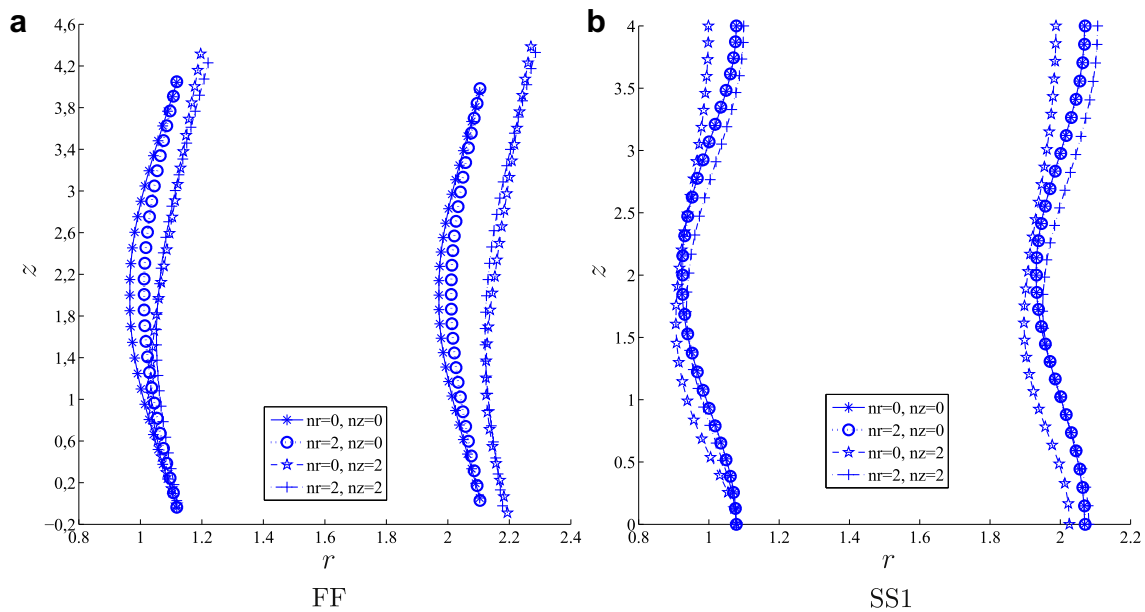 a
4,6
4,2
3,8
3,4
3
2,6
2,2
1,8
1,4
1
0,6
0,2
−0,2
z
0.8
1
1.2
1.4
1.6
1.8
2
2.2
2.4
r
nr=0, nz=0
nr=2, nz=0
nr=0, nz=2
nr=2, nz=2
FF
b
4
3.5
3
2.5
2
1.5
1
0.5
0
z
0.8
1
1.2
1.4
1.6
1.8
2
2.2
r
nr=0, nz=0
nr=2, nz=0
nr=0, nz=2
nr=2, nz=2
SS1